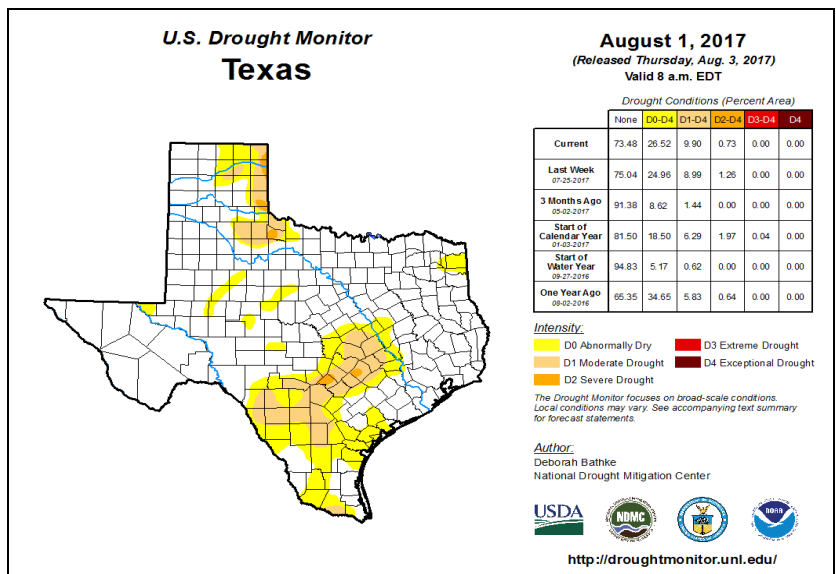 U.S. Drought Monitor
Texas
August 1, 2017
(Released Thursday, Aug. 3, 2017)
Valid 8 a.m. EDT
Drought Conditions (Percent Area)
None D0-D4 D1-D4 D2-D4 D3-D4 D4
Current 73.48 26.52 9.90 0.73 0.00 0.00
Last Week
07-25-2017
75.04 24.96 8.99 1.26 0.00 0.00
3 Months Ago
05-02-2017
91.38 8.62 1.44 0.00 0.00 0.00
Start of
Calendar Year
01-03-2017
81.50 18.50 6.29 1.97 0.04 0.00
Start of
Water Year
09-27-2016
94.83 5.17 0.62 0.00 0.00 0.00
One Year Ago
08-02-2016
65.35 34.65 5.83 0.64 0.00 0.00
Intensity:
D0 Abnormally Dry
D1 Moderate Drought
D2 Severe Drought
D3 Extreme Drought
D4 Exceptional Drought
The Drought Monitor focuses on broad-scale conditions.
Local conditions may vary. See accompanying text summary
for forecast statements.
Author:
Deborah Bathke
National Drought Mitigation Center
USDA
NDMC
NOAA
http://droughtmonitor.unl.edu/